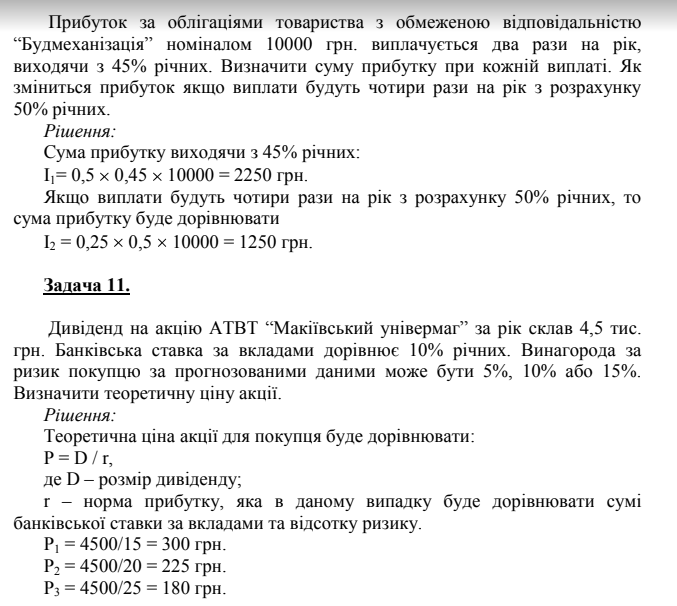 Прибуток за облігаціями товариства з обмеженою відповідальністю
“Будмеханізація” номіналом 10000 грн. виплачується два рази на рік,
виходячи з 45% річних. Визначити суму прибутку при кожній виплаті. Як
зміниться прибуток якщо виплати будуть чотири рази на рік з розрахунку
50% річних.
Рішення:
Сума прибутку виходячи з 45% річних:
I₁= 0,5 × 0,45 × 10000 = 2250 грн.
Якщо виплати будуть чотири рази на рік з розрахунку 50% річних, то
сума прибутку буде дорівнювати
I₂ = 0,25 × 0,5 × 10000 = 1250 грн.
Задача 11.
Дивіденд на акцію АТВТ “Макіївський універмаг” за рік склав 4,5 тис.
грн. Банківська ставка за вкладами дорівнює 10% річних. Винагорода за
ризик покупцю за прогнозованими даними може бути 5%, 10% або 15%.
Визначити теоретичну ціну акції.
Рішення:
Теоретична ціна акції для покупця буде дорівнювати:
P = D / r,
де D – розмір дивіденду;
r – норма прибутку, яка в даному випадку буде дорівнювати сумі
банківської ставки за вкладами та відсотку ризику.
P₁ = 4500/15 = 300 грн.
P₂ = 4500/20 = 225 грн.
P₃ = 4500/25 = 180 грн.